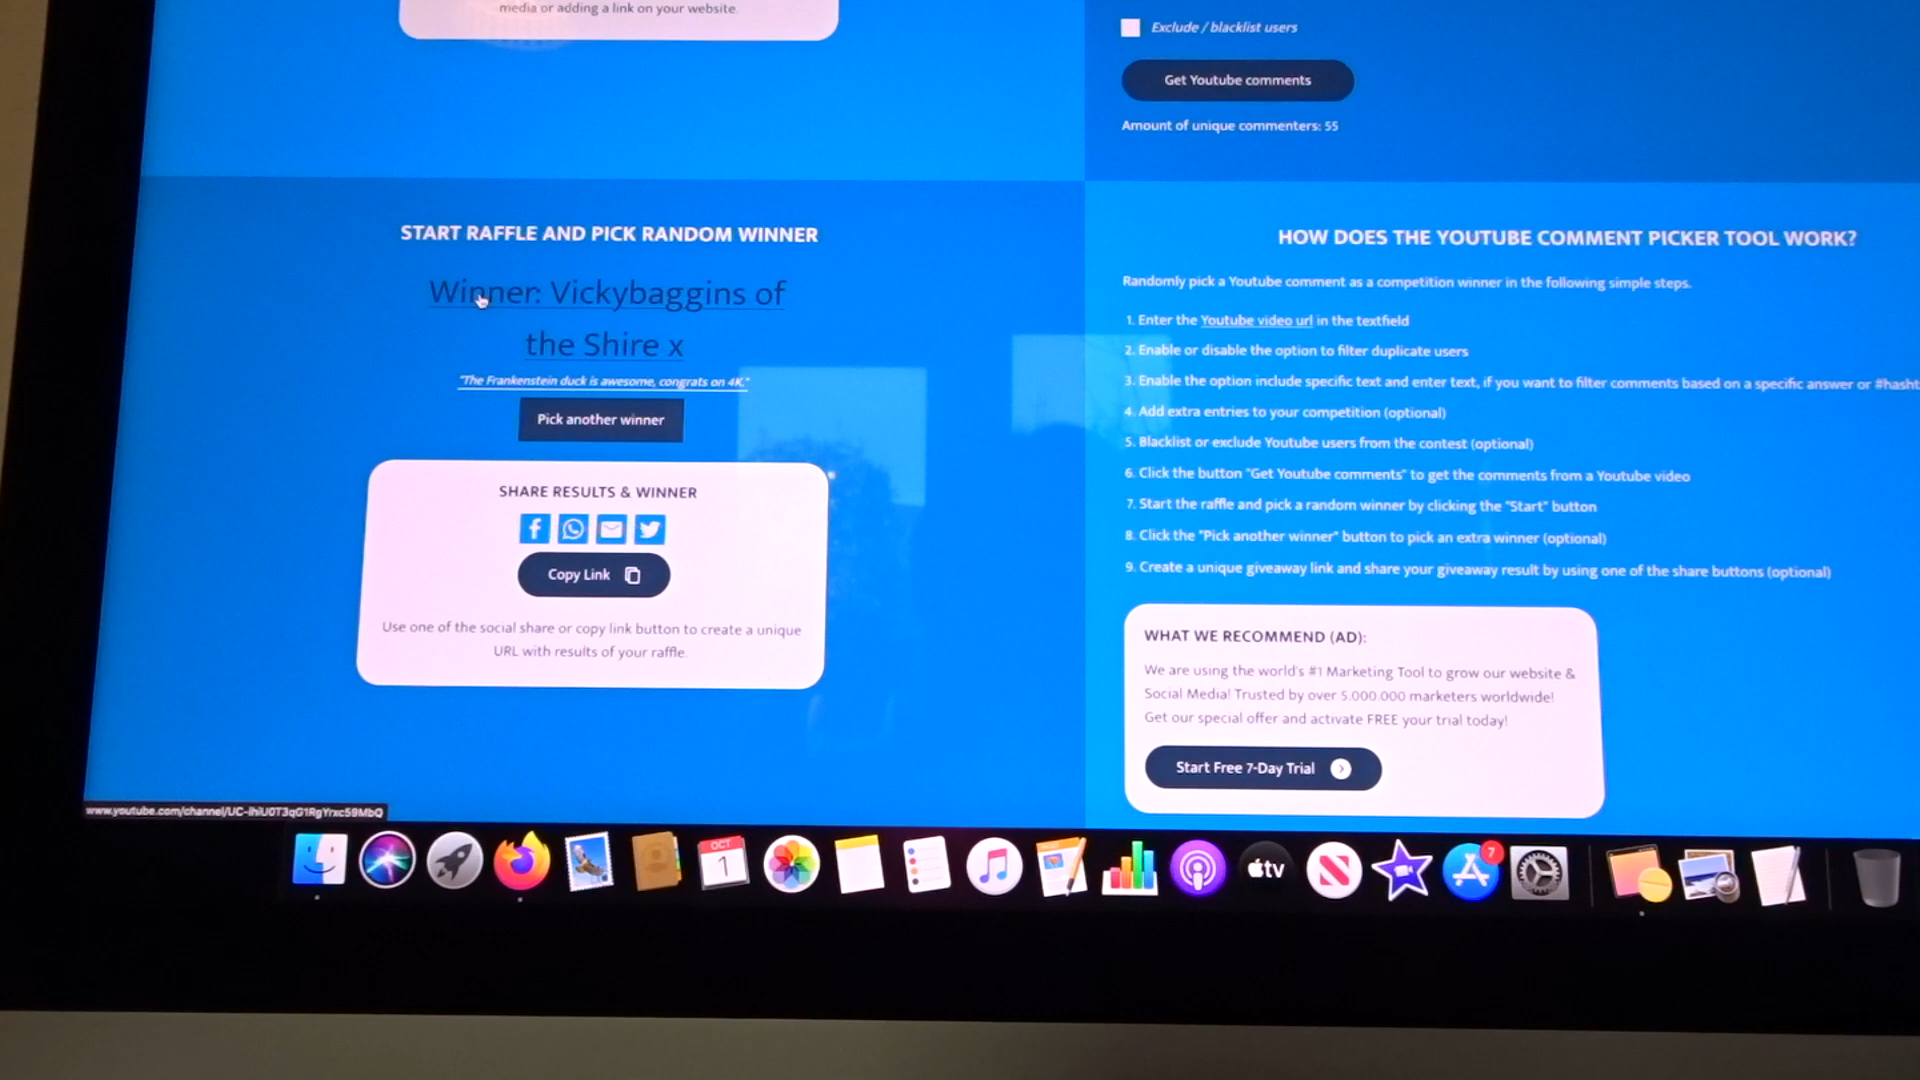 media or adding a link on your website.
Exclude / blacklist users
Get Youtube comments
Amount of unique commenters: 55
START RAFFLE AND PICK RANDOM WINNER
Winner: Vickybaggins of
the Shire x
"The Frankenstein duck is awesome, congrats on 4K."
Pick another winner
SHARE RESULTS & WINNER
Copy Link
Use one of the social share or copy link button to create a unique
URL with results of your raffle.
HOW DOES THE YOUTUBE COMMENT PICKER TOOL WORK?
Randomly pick a Youtube comment as a competition winner in the following simple steps.
1. Enter the Youtube video url in the textfield
2. Enable or disable the option to filter duplicate users
3. Enable the option include specific text and enter text, if you want to filter comments based on a specific answer or #hasht
4. Add extra entries to your competition (optional)
5. Blacklist or exclude Youtube users from the contest (optional)
6. Click the button "Get Youtube comments" to get the comments from a Youtube video
7. Start the raffle and pick a random winner by clicking the "Start" button
8. Click the "Pick another winner" button to pick an extra winner (optional)
9. Create a unique giveaway link and share your giveaway result by using one of the share buttons (optional)
WHAT WE RECOMMEND (AD):
We are using the world's #1 Marketing Tool to grow our website &
Social Media! Trusted by over 5.000.000 marketers worldwide!
Get our special offer and activate FREE your trial today!
Start Free 7-Day Trial
OCT
1
tv
7